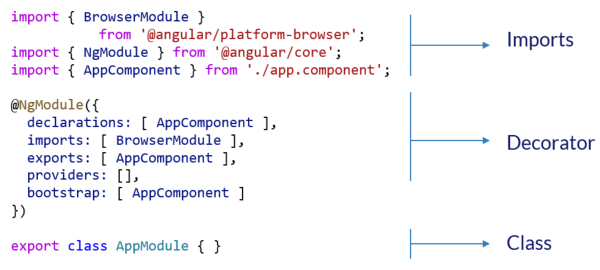 import { BrowserModule }
from '@angular/platform-browser';
import { NgModule } from '@angular/core';
import { AppComponent } from './app.component';
Imports
@NgModule({
declarations: [ AppComponent ],
imports: [ BrowserModule ],
exports: [ AppComponent ],
providers: [],
bootstrap: [ AppComponent ]
})
Decorator
export class AppModule { }
Class